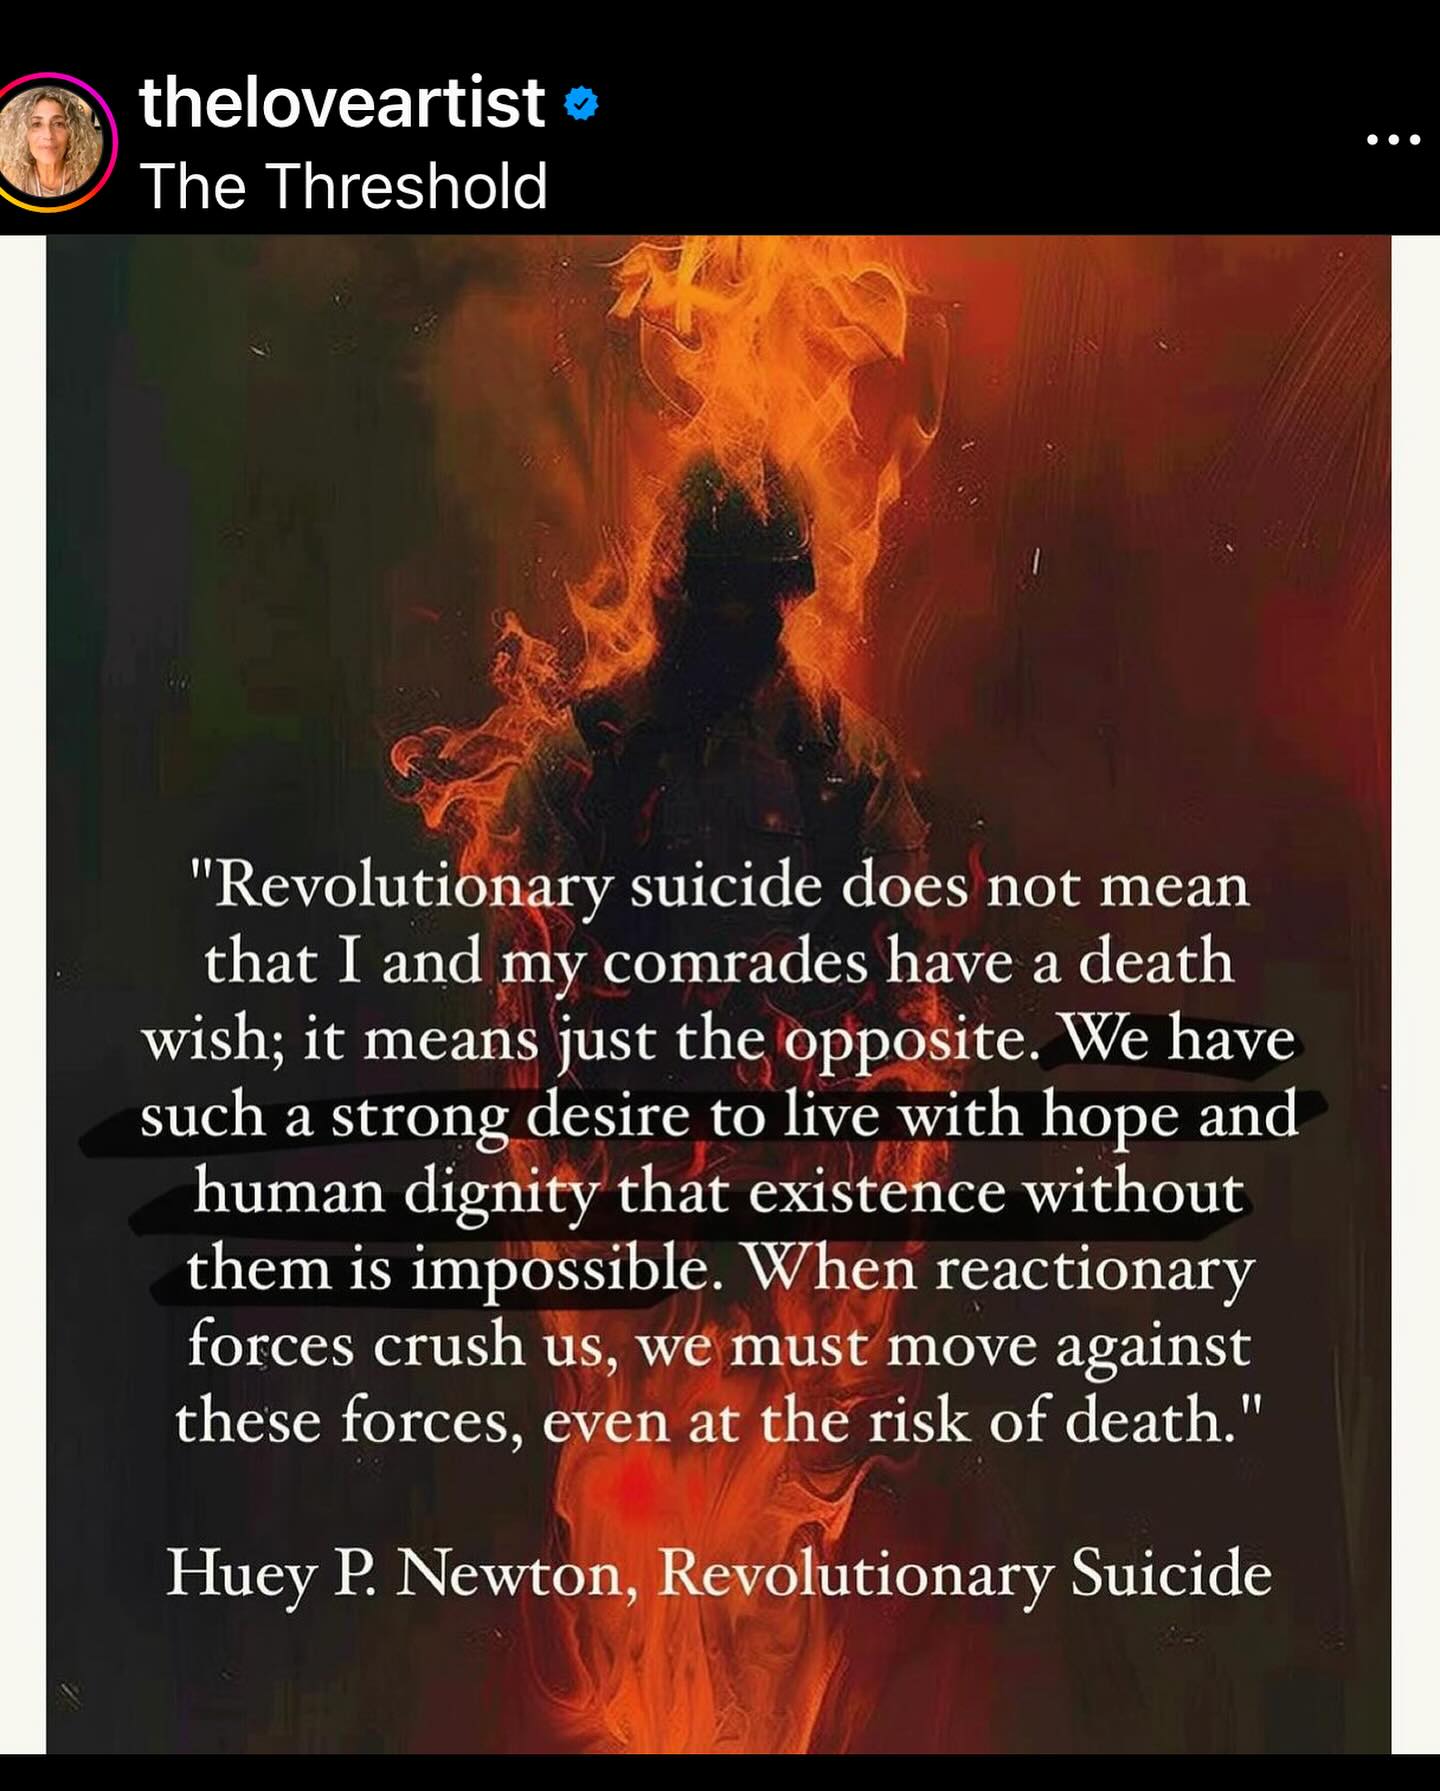 theloveartist
The Threshold
"Revolutionary suicide does not mean
that I and my comrades have a death
wish; it means just the opposite. We have
such a strong desire to live with hope and
human dignity that existence without
them is impossible. When reactionary
forces crush us, we must move against
these forces, even at the risk of death."
Huey P. Newton, Revolutionary Suicide